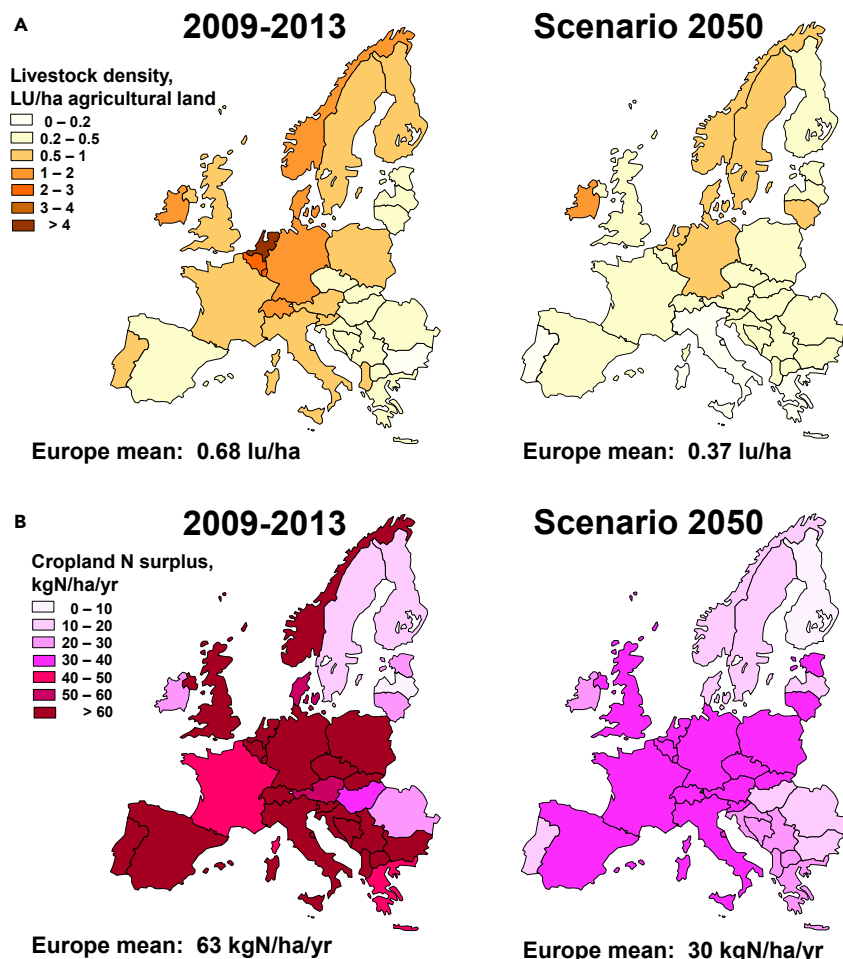 A
2009-2013
Scenario 2050
Livestock density,
LU/ha agricultural land
0 – 0.2
0.2 – 0.5
0.5 – 1
1 – 2
2 – 3
3 – 4
> 4
Europe mean: 0.68 lu/ha
Europe mean: 0.37 lu/ha
B
2009-2013
Scenario 2050
Cropland N surplus,
kgN/ha/yr
0 – 10
10 – 20
20 – 30
30 – 40
40 – 50
50 – 60
> 60
Europe mean: 63 kgN/ha/yr
Europe mean: 30 kgN/ha/yr